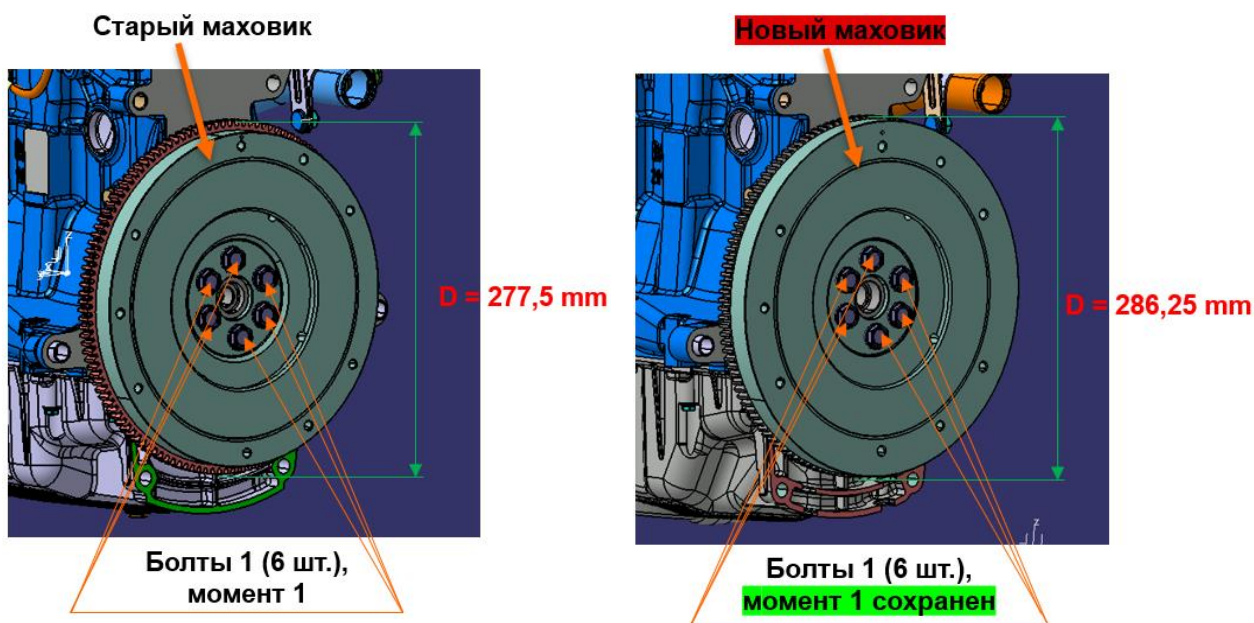 Старый маховик
Новый маховик
D = 277,5 mm
D = 286,25 mm
Болты 1 (6 шт.),
момент 1
Болты 1 (6 шт.),
момент 1 сохранен